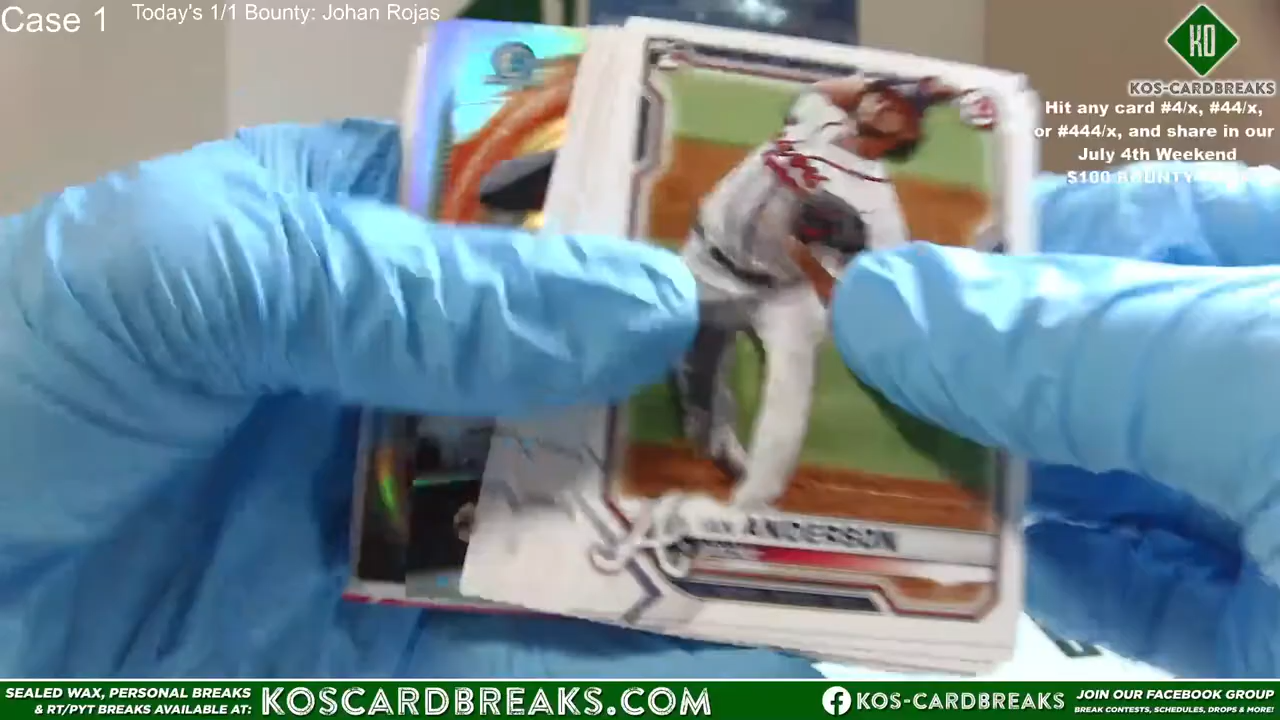 Case 1
Today's 1/1 Bounty: Johan Rojas
KO
KOS-CARDBREAKS
Hit any card #4/x, #44/x,
or #444/x, and share in our
July 4th Weekend
$100 BOUNTY
ANDERSON
SEALED WAX, PERSONAL BREAKS
& RT/PYT BREAKS AVAILABLE AT:
KOSCARDBREAKS.COM
KOS-CARDBREAKS
JOIN OUR FACEBOOK GROUP
BREAK CONTESTS, SCHEDULES, DROPS & MORE!